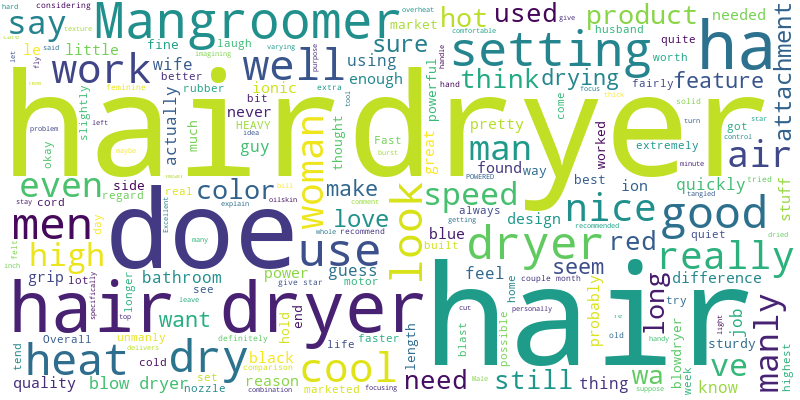 hairdryer
hair
doe
hair dryer
Mangroomer
ha
setting
say
work
well
hot
used
product
sure
think
drying
feature
attachment
men
even
color
woman
man
air
look
speed
nice
good
use
love
make
dryer
red
really
high
heat
dry
cool
want
need
still
seem
long
manly
ve
wa
job
know
quality
blow dryer
bathroom
grip
little
fine
wife
using
enough
ionic
rubber
better
laugh
market
husband
needed
quite
worth
fairly
solid
powerful
great
pretty
extremely
found
way
worked
best
ion
quickly
got
turn
star
control
minute
tried
stuff
tangled
design
always
blue
built
quiet
difference
feel
home
couple month
personally
probably
try
sturdy
blowdryer
week
highest
light
handy
old
possible
blast
cut
thing
length
faster
motor
power
guess
hold
end
life
black
reason
marketed
nozzle
set
cold
comparison
combination
focusing
definitely
leave
unmanly
see
longer
lot
side
regard
cord
bit
never
guy
thought
actually
much
slightly
okay
idea
HEAVY
Fast
burst
POWERED
come
focus
thick
hand
handle
comfortable
give
purpose
extra
tool
imagining
varying
overheat
feminine
texture
considering
hard
said
let
fly
le
problem
left
maybe
stay
real
day
felt
inch
many
Excellent
explain
oilskin
whole
recommend
comment
getting
recommended
dried
give star
Overall
tend
specifically
delivers
suppose